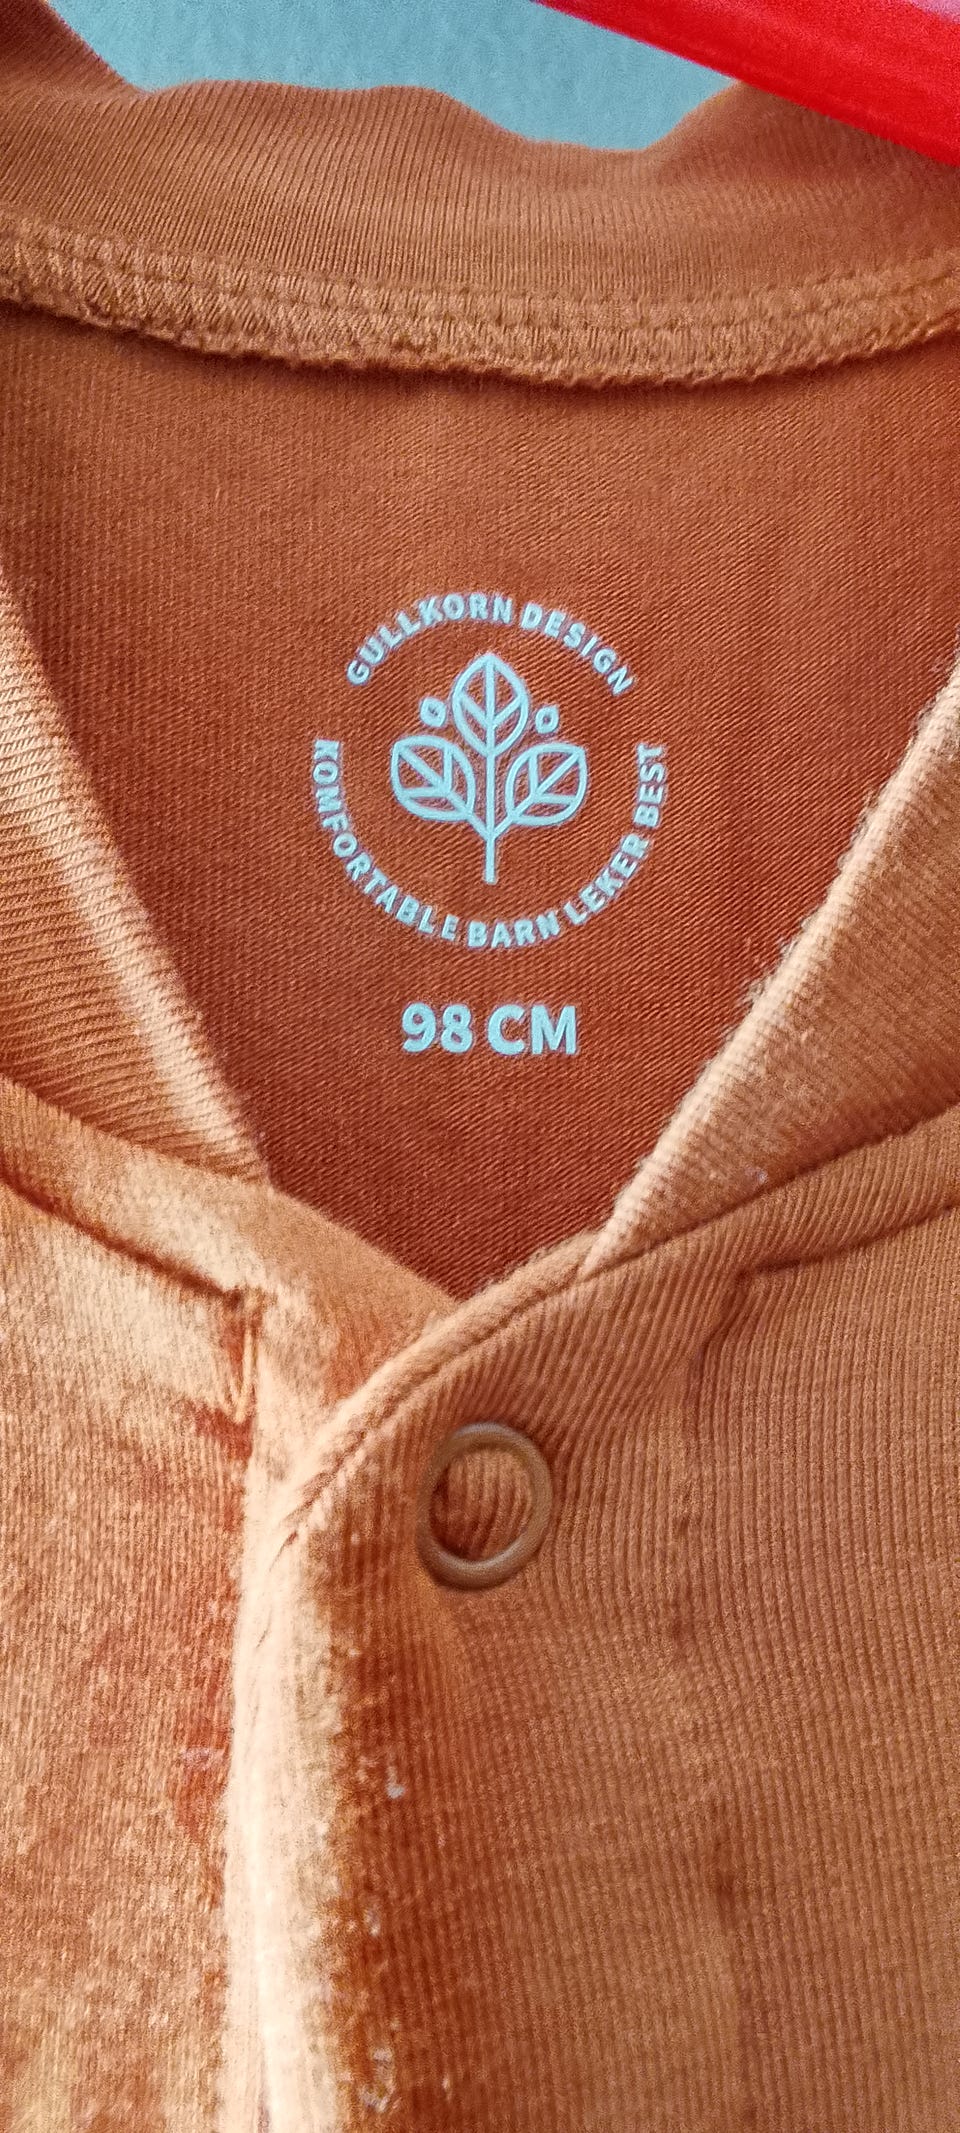 GULLKORN DESIGN
KOMFORTABLE BARN LEKER BEST
98 CM